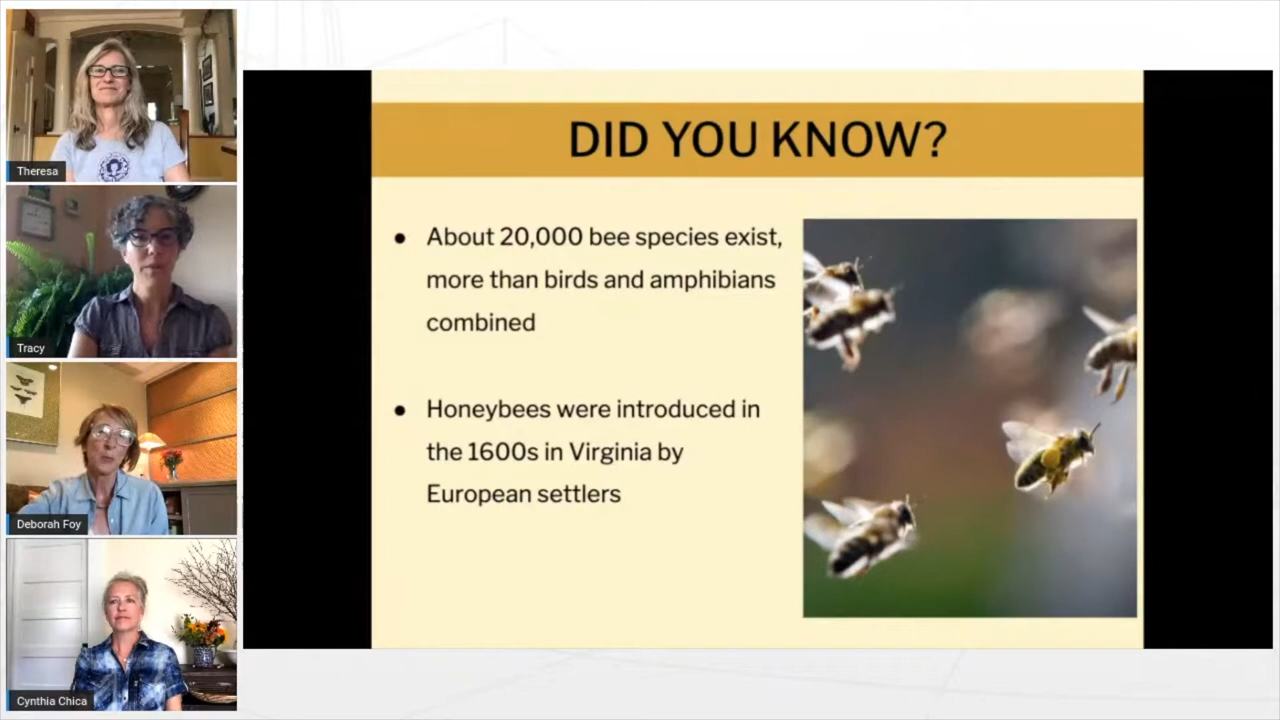 Theresa
Tracy
Deborah Foy
Cynthia Chica
DID YOU KNOW?
● About 20,000 bee species exist,
more than birds and amphibians
combined
● Honeybees were introduced in
the 1600s in Virginia by
European settlers